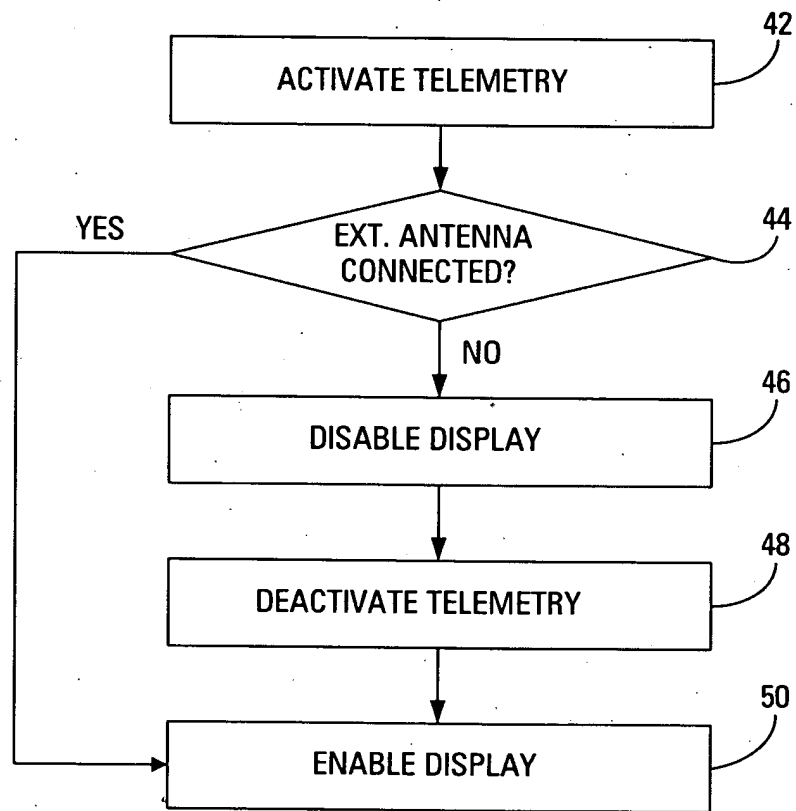 42
ACTIVATE TELEMETRY
YES
EXT. ANTENNA
CONNECTED?
44
NO
46
DISABLE DISPLAY
48
DEACTIVATE TELEMETRY
50
ENABLE DISPLAY